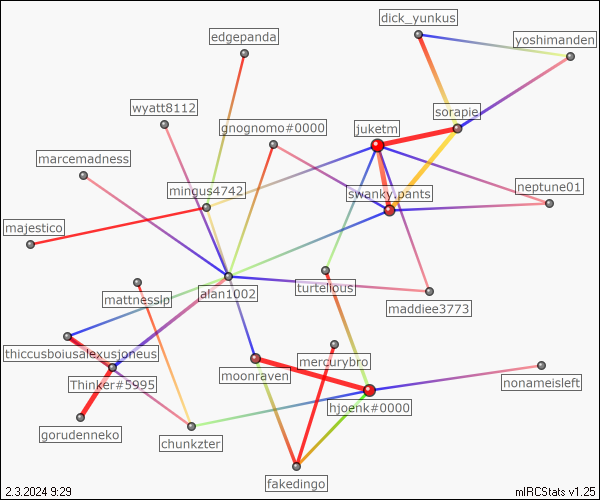 dick_yunkus
edgepanda
yoshimanden
wyatt8112
sorapie
gnognomo#0000
juketm
marcemadness
mingus4742
swanky.pants
neptune01
majestico
alan1002
turtelious
mattnesslp
maddiee3773
thiccusboiusalexusjoneus
mercurybro
moonraven
Thinker#5995
nonameisleft
hjoenk#0000
gorudenneko
chunkzter
fakedingo
2.3.2024 9:29
mIRCStats v1.25